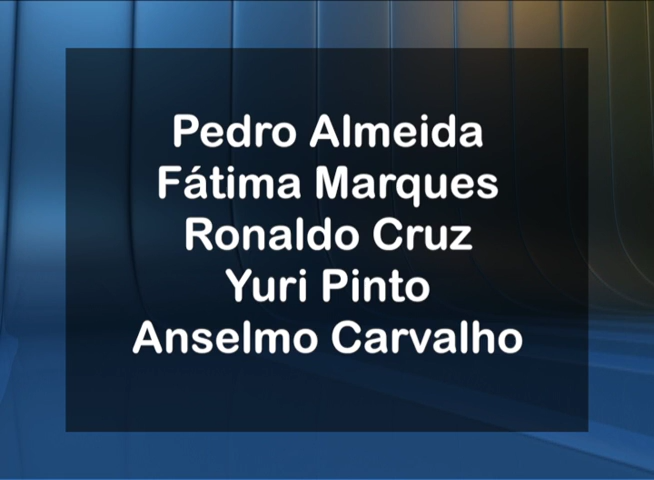 Pedro Almeida
Fátima Marques
Ronaldo Cruz
Yuri Pinto
Anselmo Carvalho